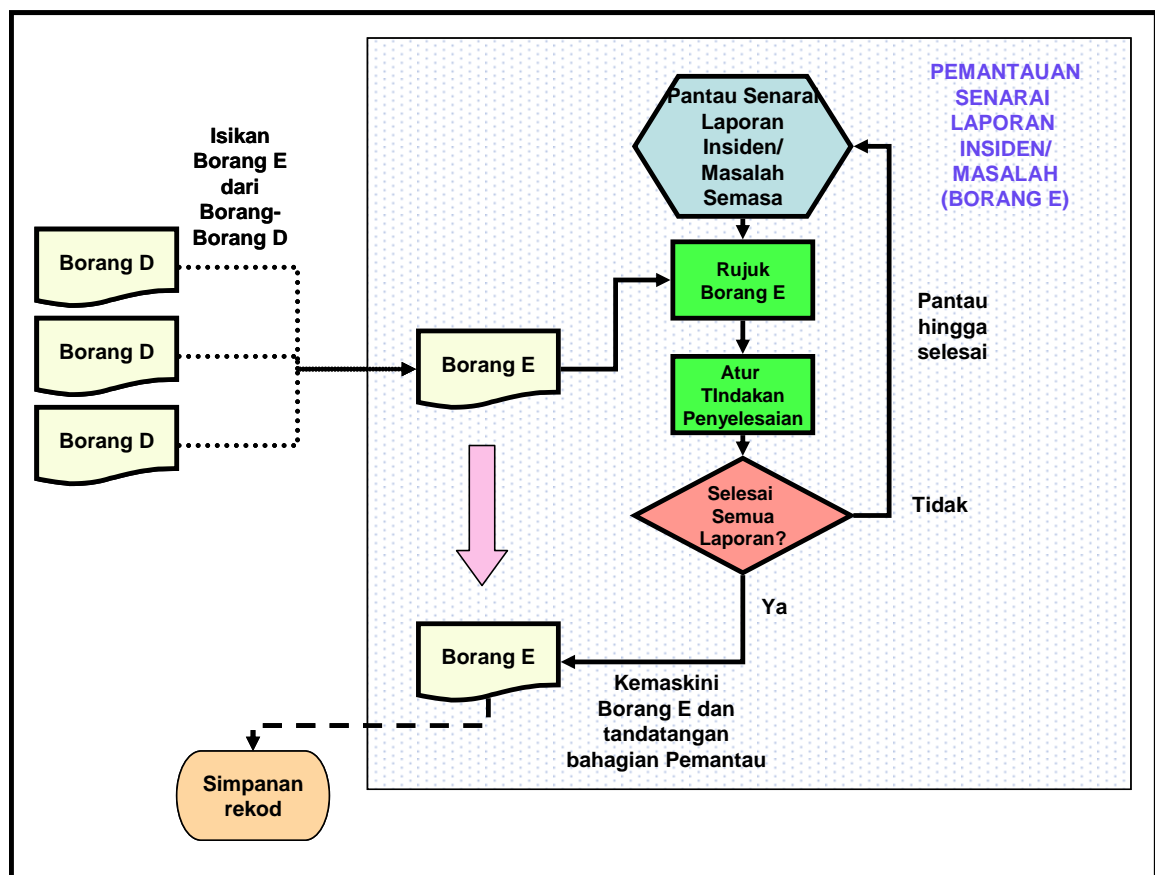 Isikan
Borang E
dari
Borang-
Borang D
Borang D
Borang D
Borang D
Borang E
Pantau Senarai
Laporan
Insiden/
Masalah
Semasa
PEMANTAUAN
SENARAI
LAPORAN
INSIDEN/
MASALAH
(BORANG E)
Rujuk
Borang E
Atur
TIndakan
Penyelesaian
Pantau
hingga
selesai
Selesai
Semua
Laporan?
Tidak
Ya
Borang E
Kemaskini
Borang E dan
tandatangan
bahagian Pemantau
Simpanan
rekod